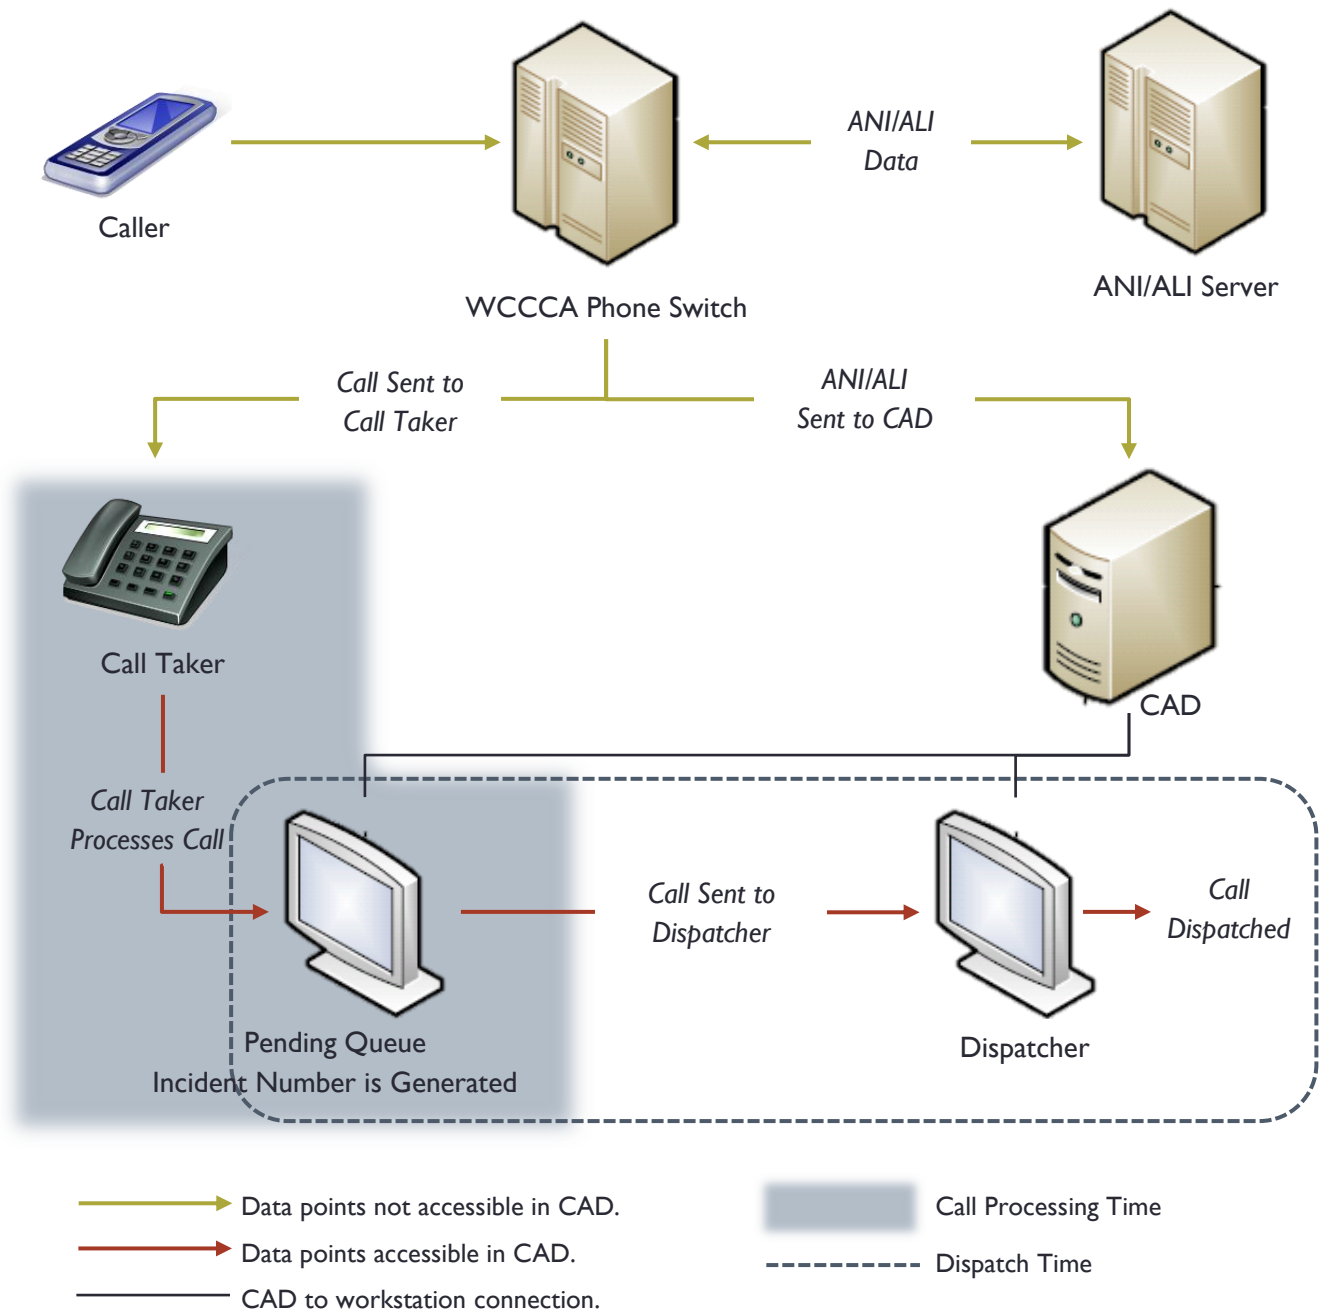 ANI/ALI
Data
Caller
ANI/ALI Server
WCCCA Phone Switch
Call Sent to
Call Taker
ANI/ALI
Sent to CAD
Call Taker
CAD
Call Taker
Processes Call
Call Sent to
Dispatcher
Call
Dispatched
Pending Queue
Incident Number is Generated
Dispatcher
Data points not accessible in CAD.
Data points accessible in CAD.
CAD to workstation connection.
Call Processing Time
Dispatch Time